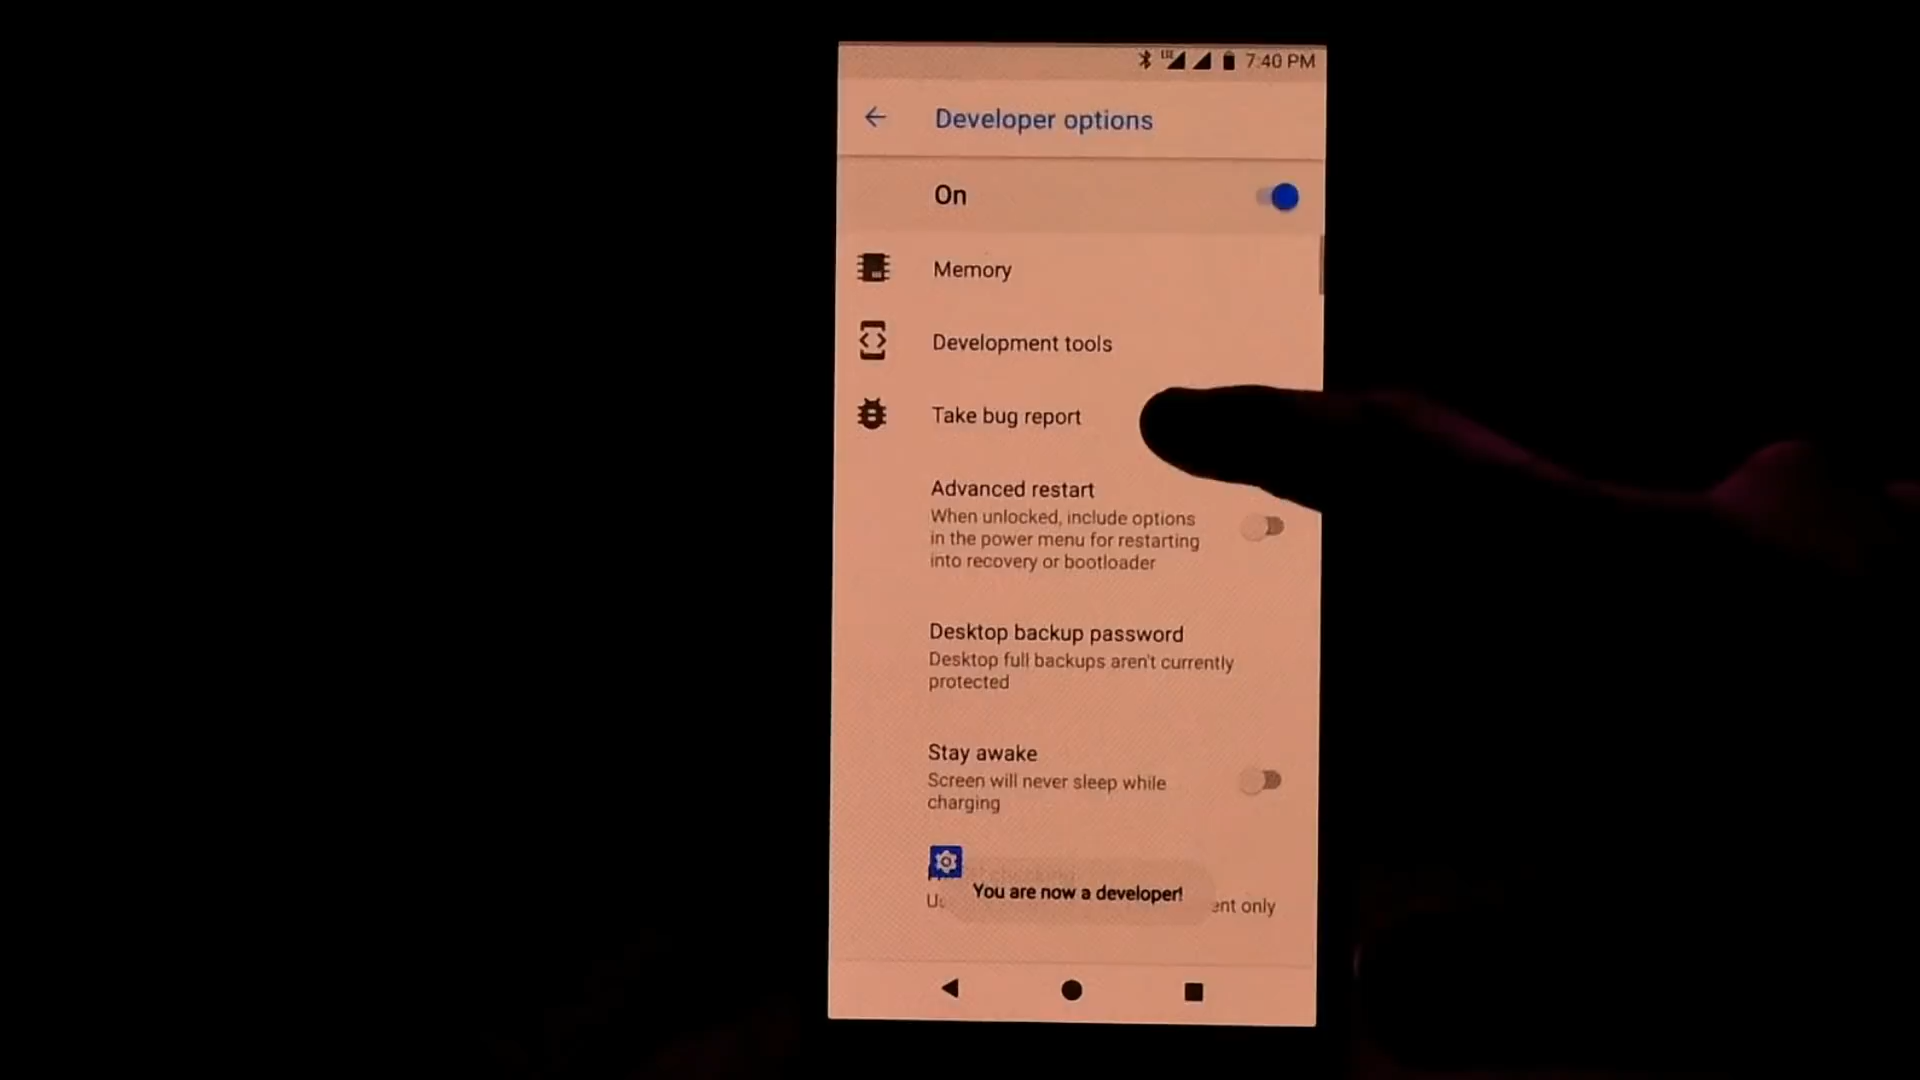 LTE 7:40 PM
Developer options
On
Memory
Development tools
Take bug report
Advanced restart
When unlocked, include options
in the power menu for restarting
into recovery or bootloader
Desktop backup password
Desktop full backups aren't currently
protected
Stay awake
Screen will never sleep while
charging
You are now a developer!
only